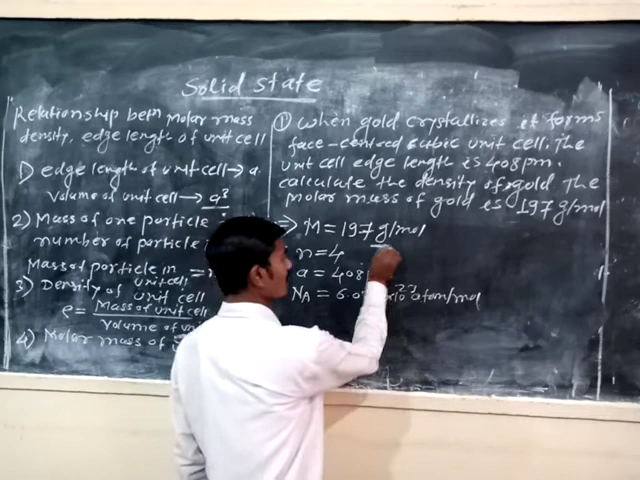 Solid state
Relationship betn Molar mass
density, edge length of unit cell
1) edge length of unit cell → a
Volume of unit cell → a³
2) Mass of one particle
number of particle
Mass of particle in =
unit cell
3) Density of unit cell
ρ = Mass of unit cell
Volume of
4) Molar mass of
① When gold crystallizes it forms
face-centred cubic unit cell. The
unit cell edge length is 408pm.
calculate the density of gold The
molar mass of gold is 197 g/mol
⇒ M = 197 g/mol
n = 4
a = 408
NA = 6.0 x10²³ atom/mol